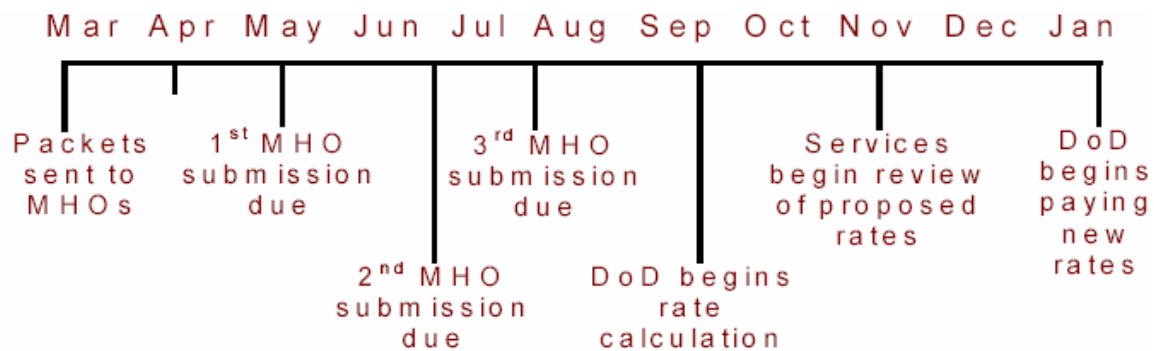 Mar Apr May Jun Jul Aug Sep Oct Nov Dec Jan
Packets
sent to
MHOs
1st MHO
submission
due
2nd MHO
submission
due
3rd MHO
submission
due
DoD begins
rate
calculation
Services
begin review
of proposed
rates
DoD
begins
paying
new
rates